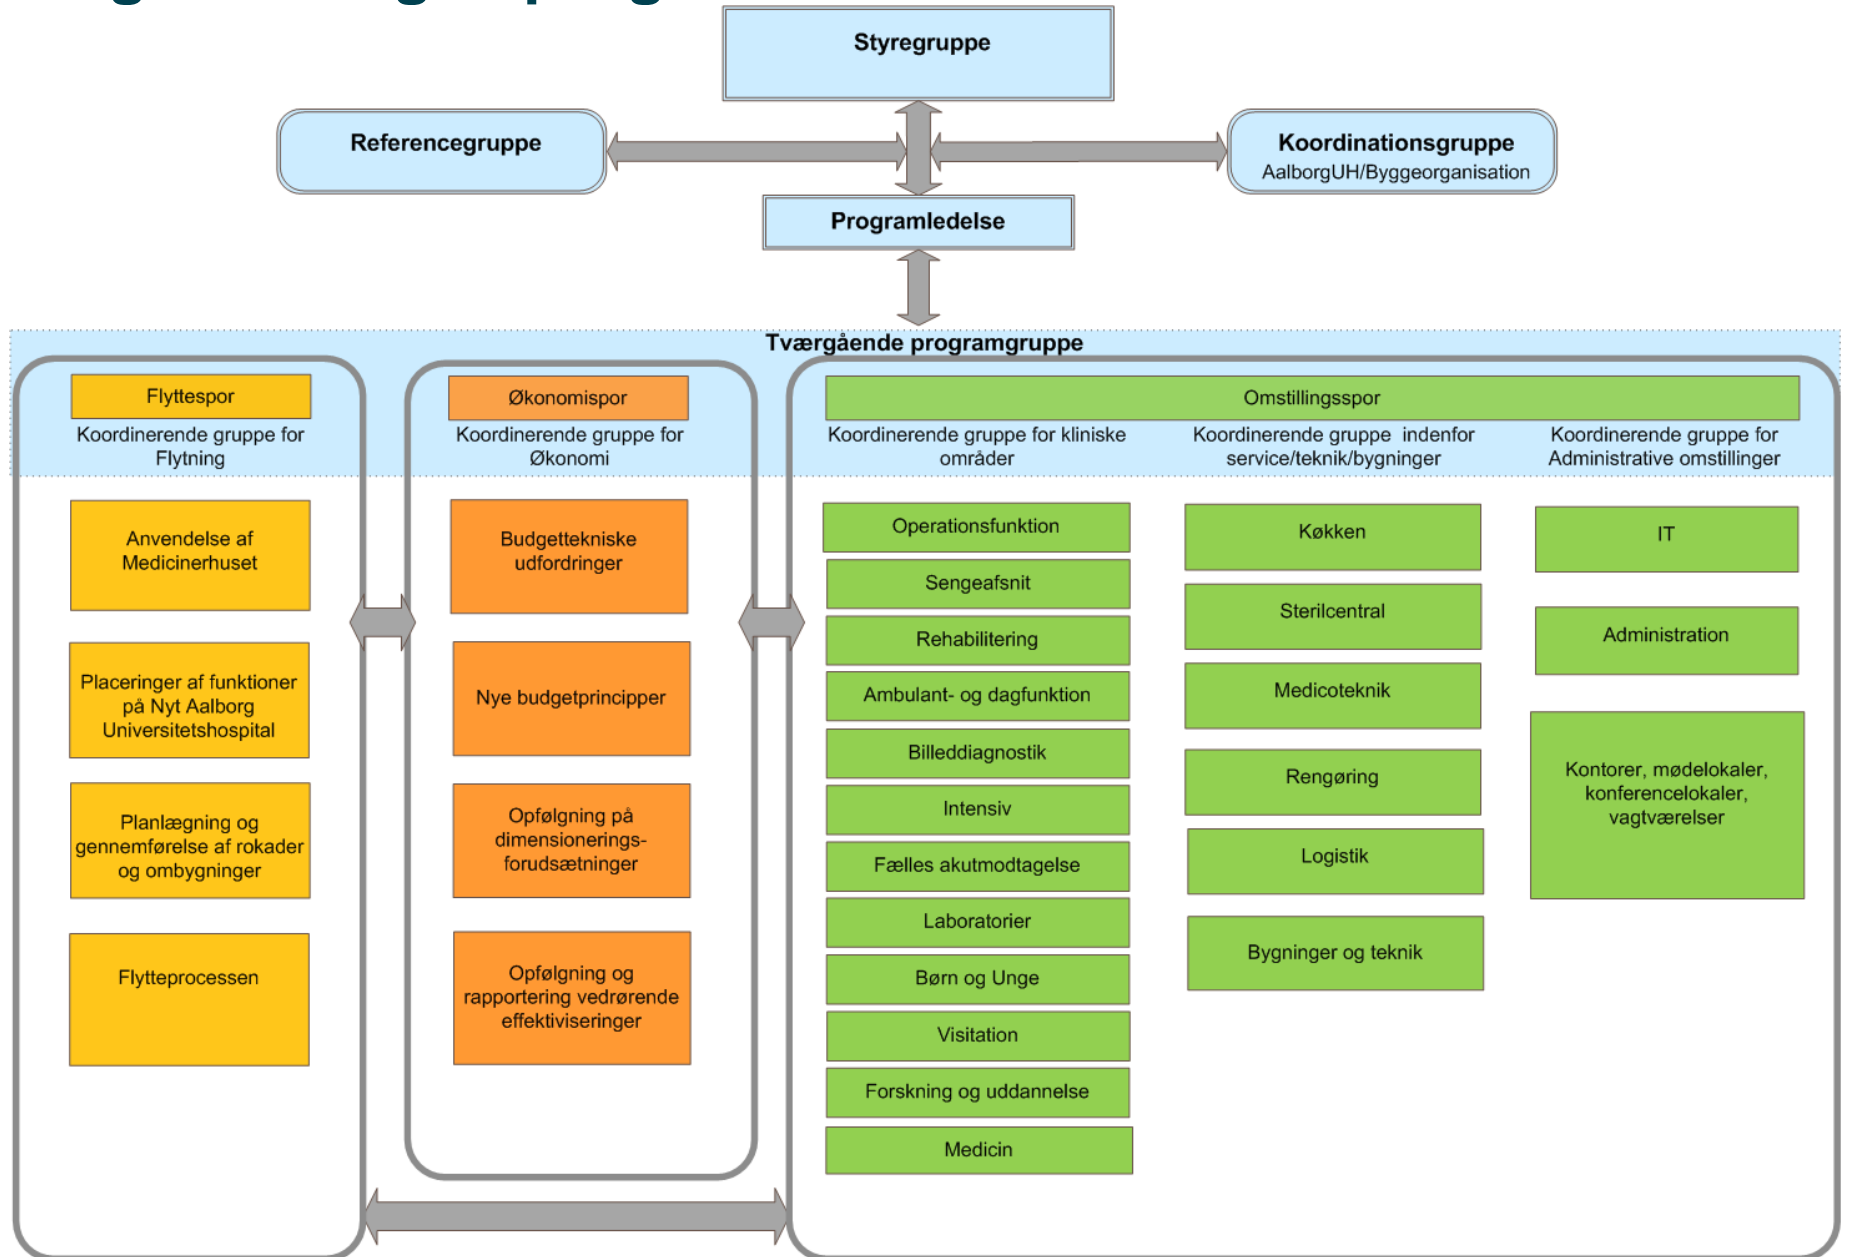 Styregruppe
Referencegruppe
Koordinationsgruppe
AalborgUH/Byggeorganisation
Programledelse
Tværgående programgruppe
Flyttespor
Koordinerende gruppe for
Flytning
Anvendelse af
Medicinerhuset
Placeringer af funktioner
på Nyt Aalborg
Universitetshospital
Planlægning og
gennemførelse af rokader
og ombygninger
Flytteprocessen
Økonomispor
Koordinerende gruppe for
Økonomi
Budgettekniske
udfordringer
Nye budgetprincipper
Opfølgning på
dimensionerings-
forudsætninger
Opfølgning og
rapportering vedrørende
effektiviseringer
Omstillingsspor
Koordinerende gruppe for kliniske
områder
Operationsfunktion
Sengeafsnit
Rehabilitering
Ambulant- og dagfunktion
Billeddiagnostik
Intensiv
Fælles akutmodtagelse
Laboratorier
Børn og Unge
Visitation
Forskning og uddannelse
Medicin
Koordinerende gruppe indenfor
service/teknik/bygninger
Køkken
Sterilcentral
Medicoteknik
Rengøring
Logistik
Bygninger og teknik
Koordinerende gruppe for
Administrative omstillinger
IT
Administration
Kontorer, mødelokaler,
konferencelokaler,
vagtværelser